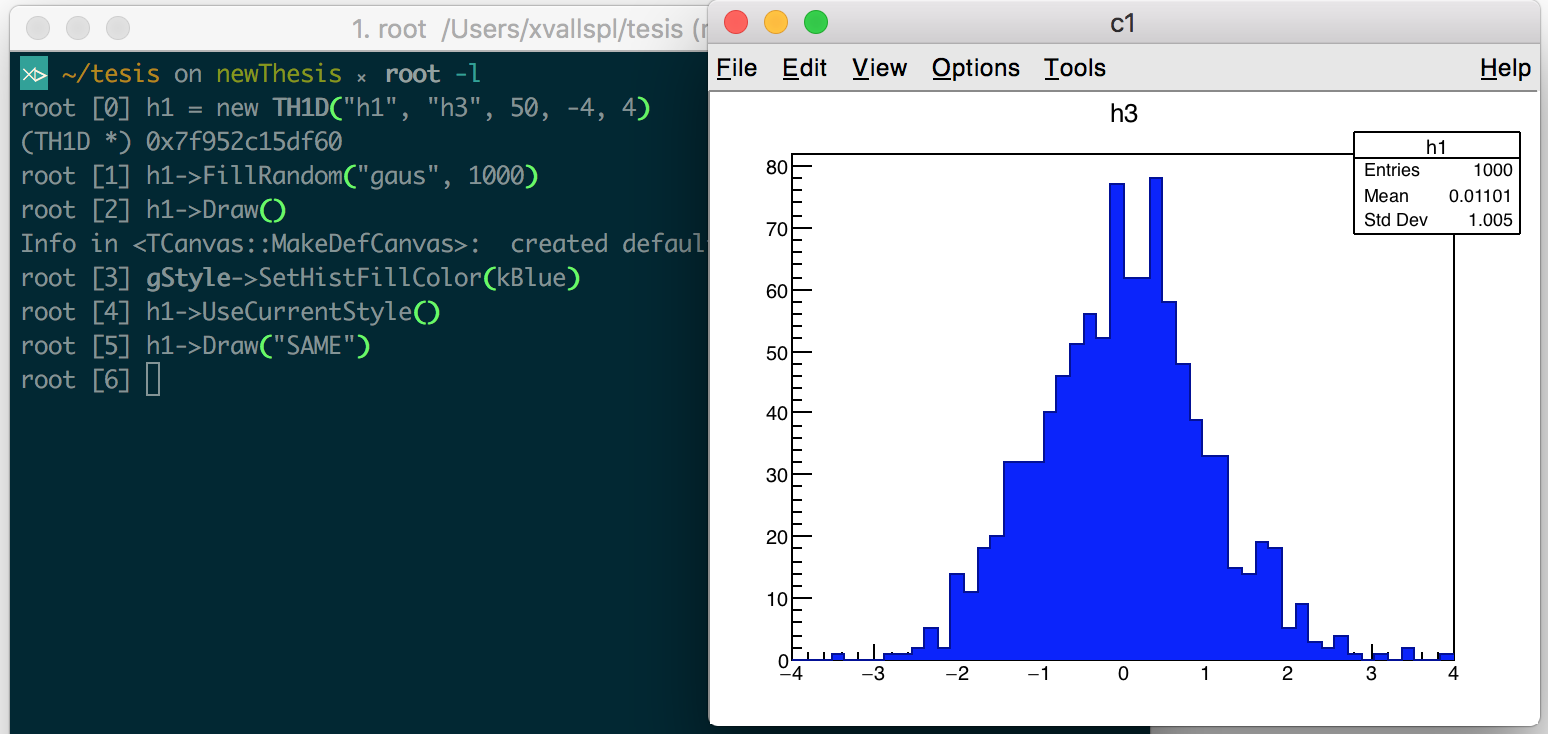 1. root /Users/xvallspl/tesis (r
~/tesis on newThesis × root -l
root [0] h1 = new TH1D("h1", "h3", 50, -4, 4)
(TH1D *) 0x7f952c15df60
root [1] h1->FillRandom("gaus", 1000)
root [2] h1->Draw()
Info in <TCanvas::MakeDefCanvas>:  created defaul
root [3] gStyle->SetHistFillColor(kBlue)
root [4] h1->UseCurrentStyle()
root [5] h1->Draw("SAME")
root [6]
c1
File Edit View Options Tools Help
h3
h1
Entries 1000
Mean 0.01101
Std Dev 1.005
80
70
60
50
40
30
20
10
0
−4 −3 −2 −1 0 1 2 3 4